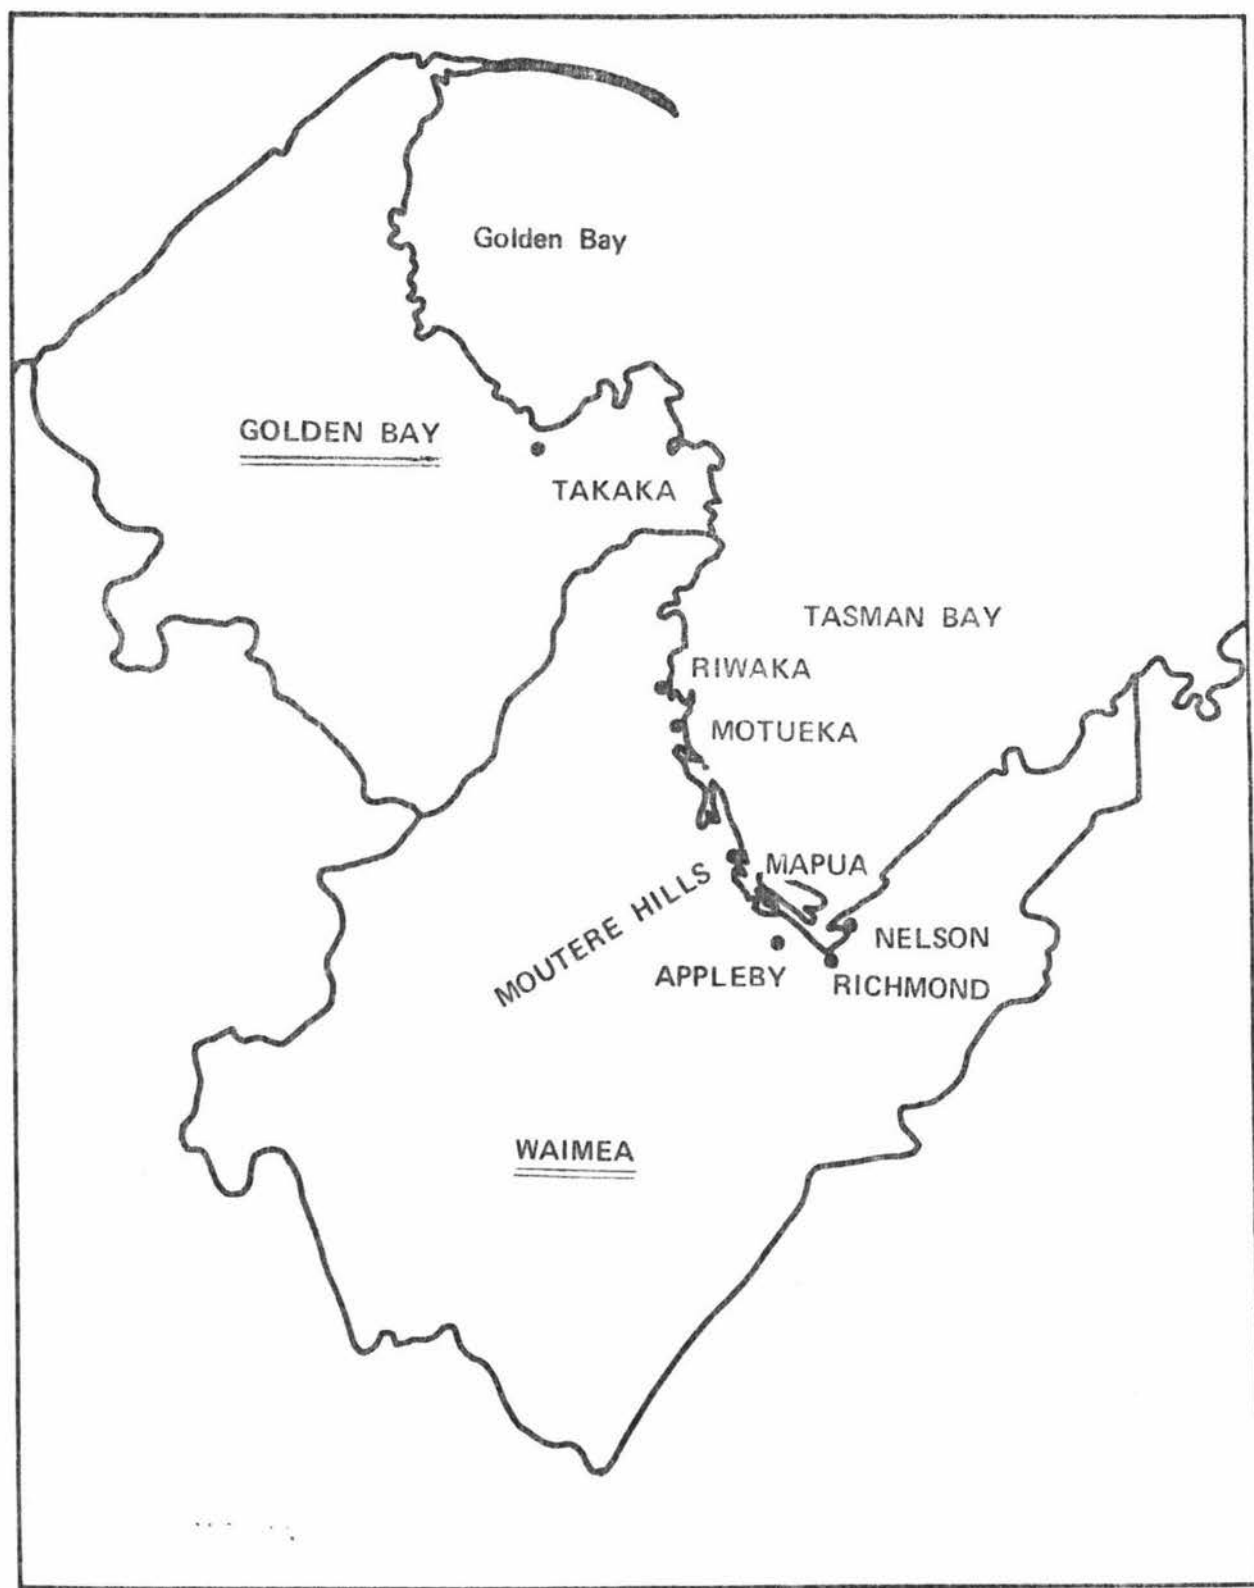 Golden Bay
GOLDEN BAY
TAKAKA
TASMAN BAY
RIWAKA
MOTUEKA
MAPUA
MOUTERE HILLS
NELSON
APPLEBY
RICHMOND
WAIMEA